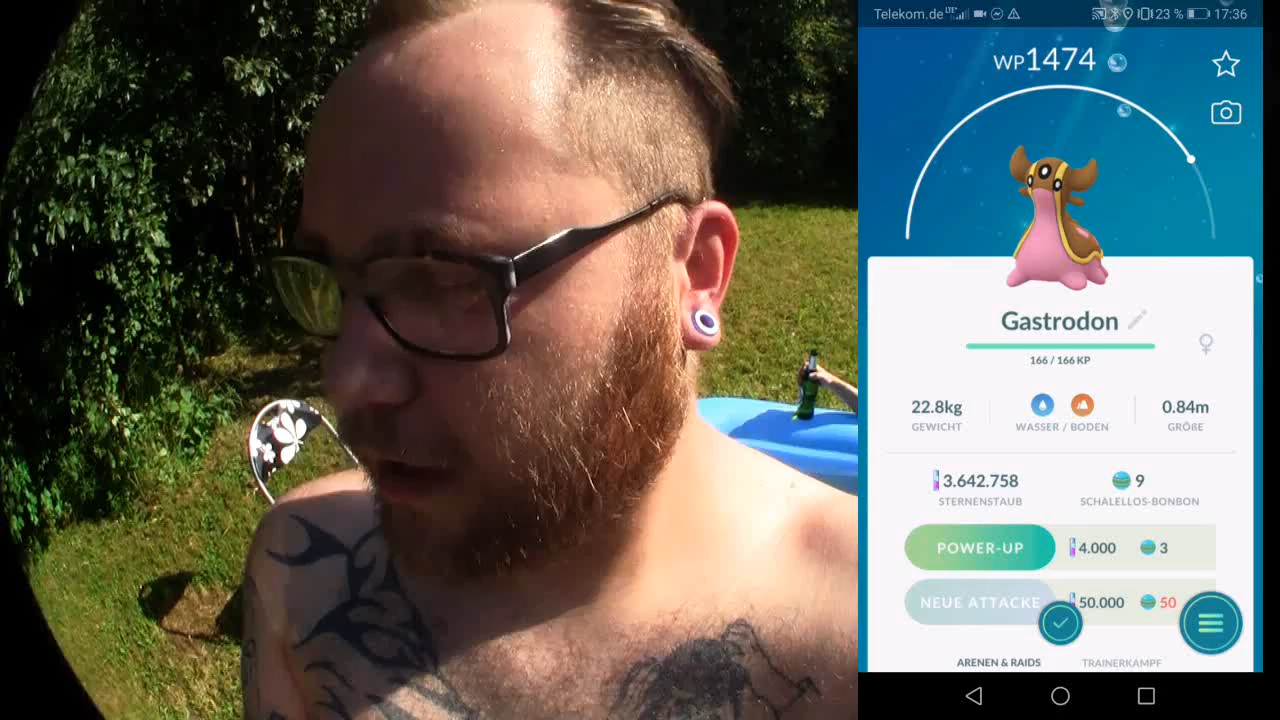 Telekom.de LTE+ 23 % 17:36
WP1474
Gastrodon
166 / 166 KP
22.8kg 0.84m
GEWICHT WASSER / BODEN GRÖßE
3.642.758 9
STERNENSTAUB SCHALELLOS-BONBON
POWER-UP 4.000 3
NEUE ATTACKE 50.000 50
ARENEN & RAIDS TRAINERKAMPF